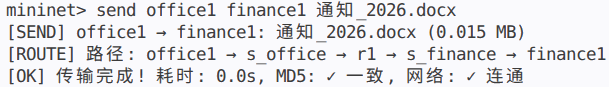 mininet> send office1 finance1 通知_2026.docx
[SEND] office1 → finance1: 通知_2026.docx (0.015 MB)
[ROUTE] 路径: office1 → s_office → r1 → s_finance → finance1
[OK] 传输完成! 耗时: 0.0s, MD5: ✓ 一致, 网络: ✓ 连通